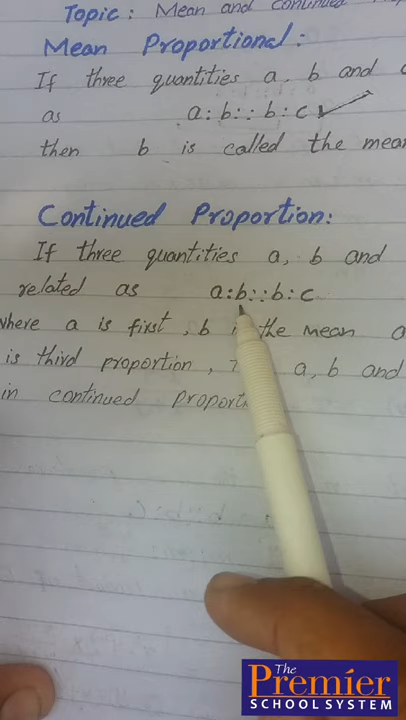 Topic: Mean and Continued
Mean Proportional:
If three quantities a, b and
as a:b::b:c ✓
then b is called the mean
Continued Proportion:
If three quantities a, b and
related as a:b::b:c
where a is first, b is the mean a
is third proportion, a, b and
in continued Proport
The
Premier
SCHOOL SYSTEM